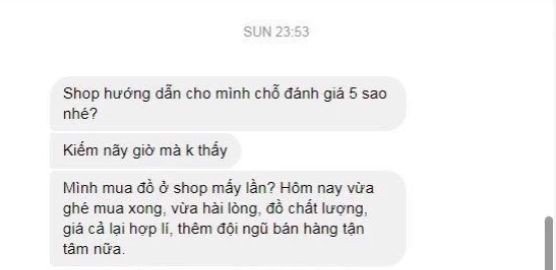 SUN 23:53
Shop hướng dẫn cho mình chỗ đánh giá 5 sao
nhé?
Kiếm nãy giờ mà k thấy
Mình mua đồ ở shop mấy lần? Hôm nay vừa
ghé mua xong, vừa hài lòng, đồ chất lượng,
giá cả lại hợp lí, thêm đội ngũ bán hàng tận
tâm nữa.